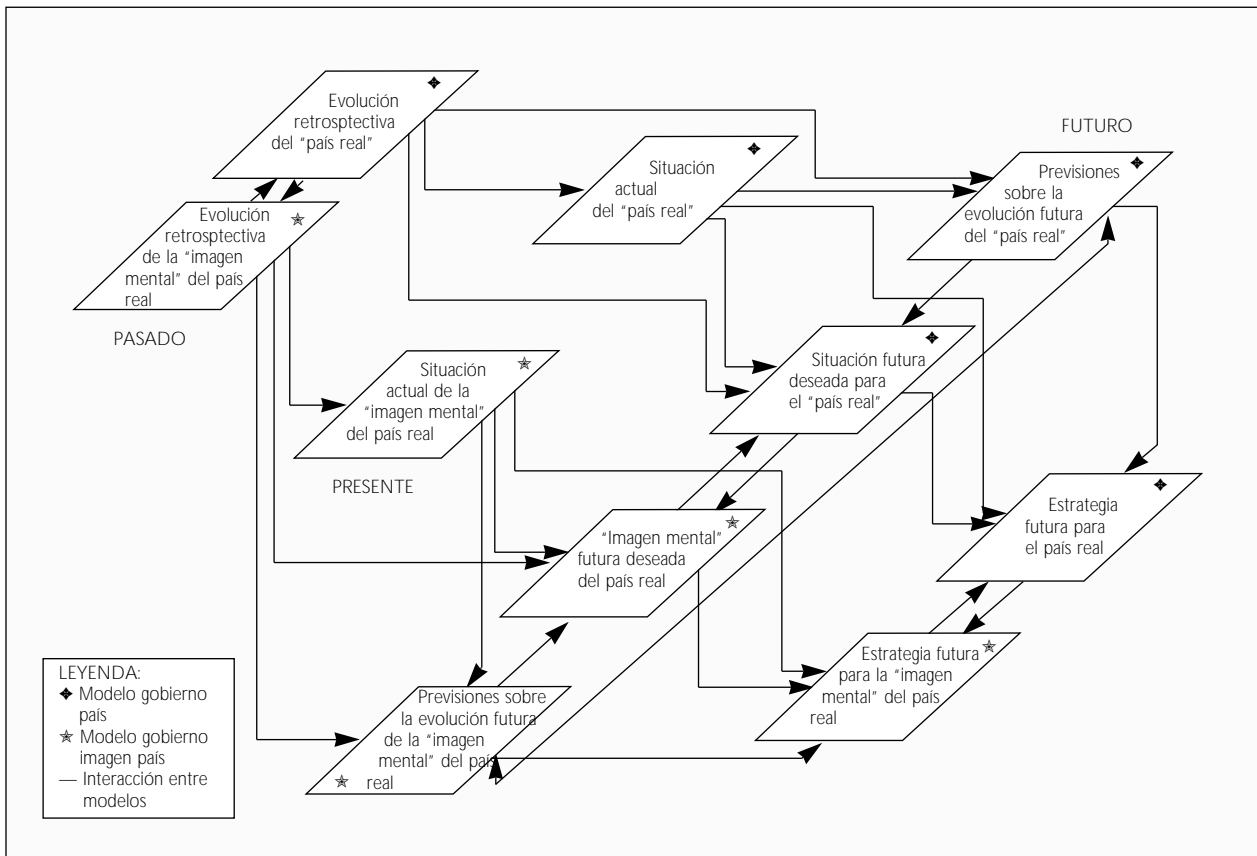 Evolución
retrosptectiva
del "país real"
FUTURO
Situación
actual
del "país real"
Previsiones
sobre la
evolución futura
del "país real"
Evolución
retrosptectiva
de la "imagen
mental" del país
real
PASADO
Situación
actual de la
"imagen mental"
del país real
PRESENTE
Situación futura
deseada para
el "país real"
"Imagen mental"
futura deseada
del país real
Estrategia
futura para
el país real
Estrategia futura
para la "imagen
mental" del país
real
Previsiones sobre
la evolución futura
de la "imagen
mental" del país
real
LEYENDA:
✥ Modelo gobierno
país
✯ Modelo gobierno
imagen país
— Interacción entre
modelos